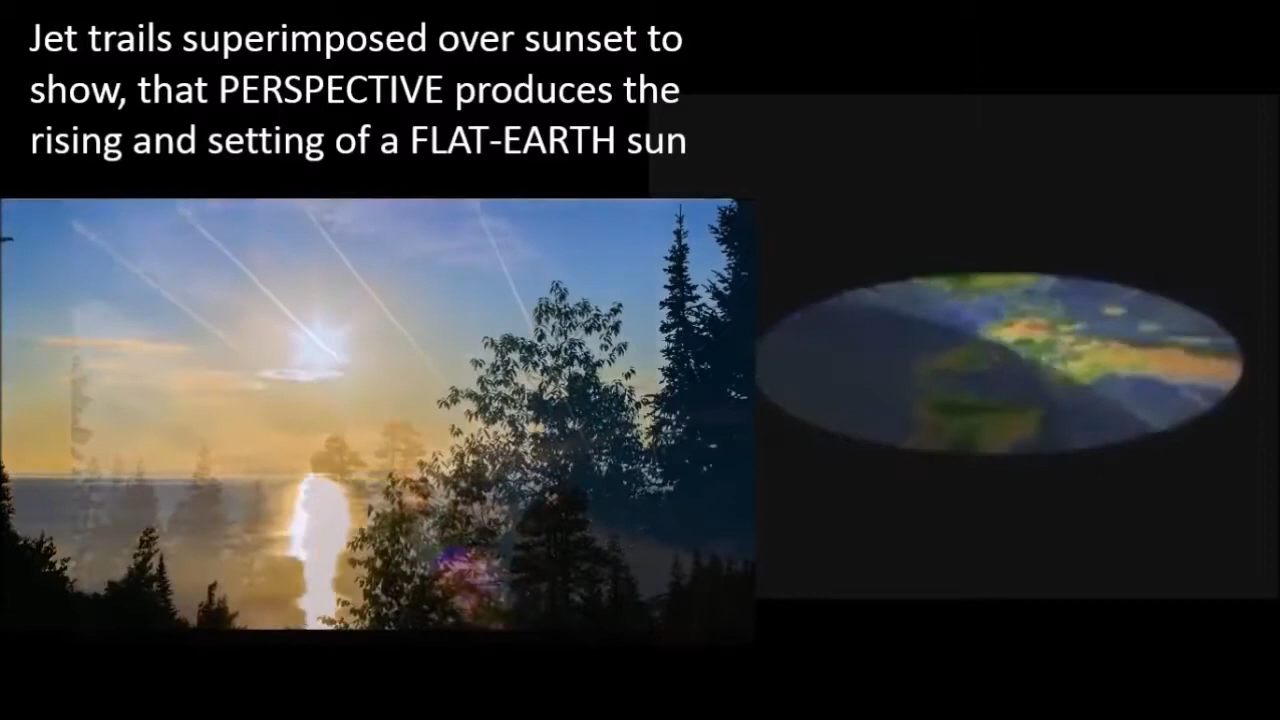 Jet trails superimposed over sunset to
show, that PERSPECTIVE produces the
rising and setting of a FLAT-EARTH sun